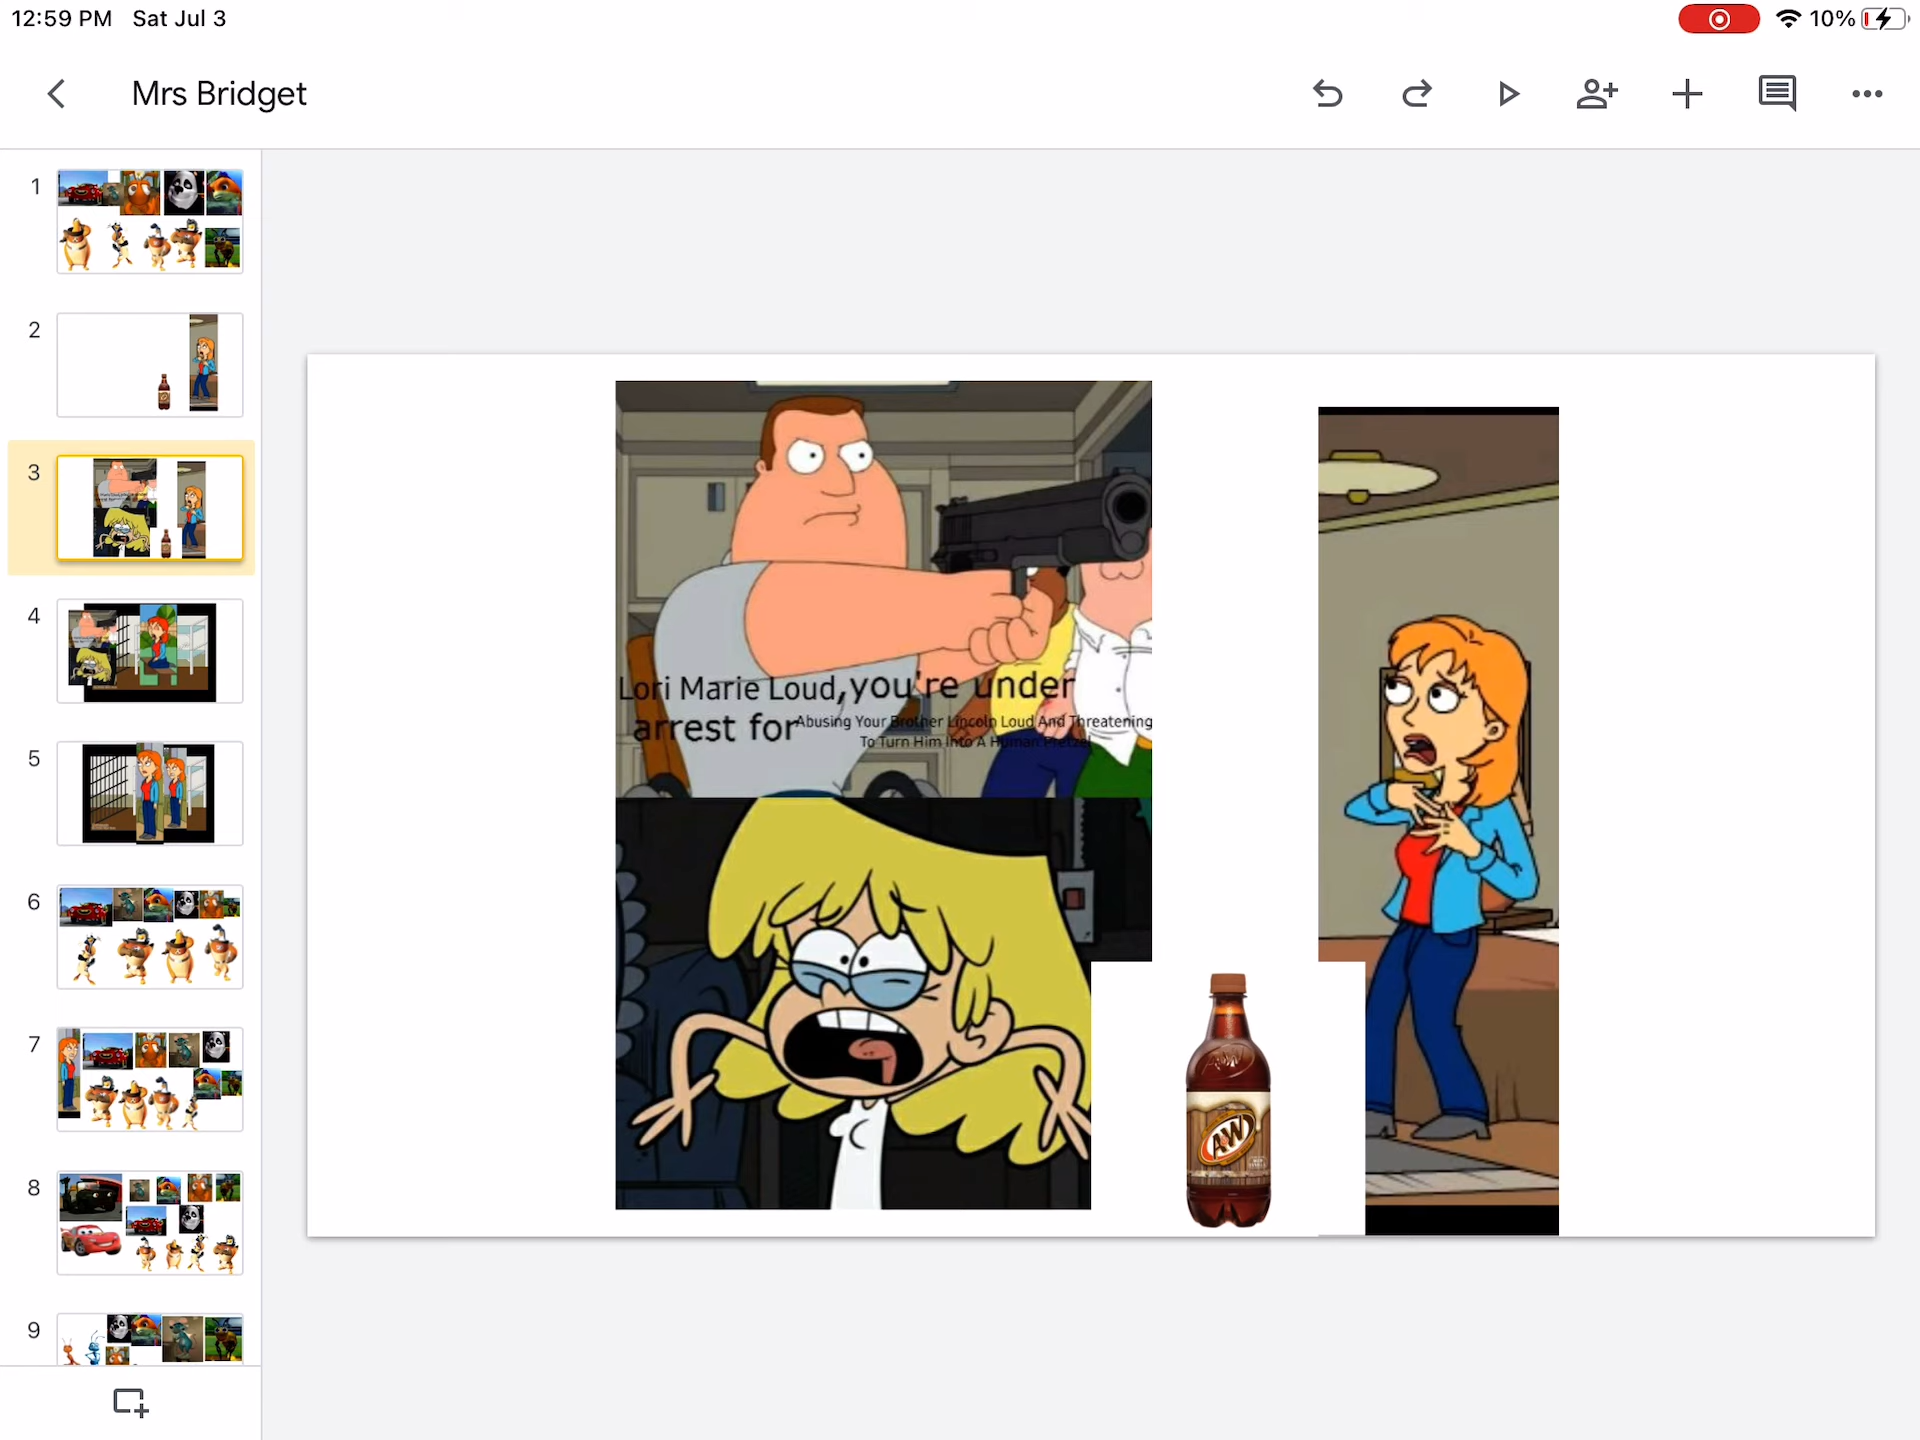 12:59 PM Sat Jul 3
10%
Mrs Bridget
1
2
3
4
5
6
7
8
9
Lori Marie Loud, you're under
arrest for Abusing Your Brother Lincoln Loud And Threatening
To Turn Him Into A Human Pretzel
AW
A&W